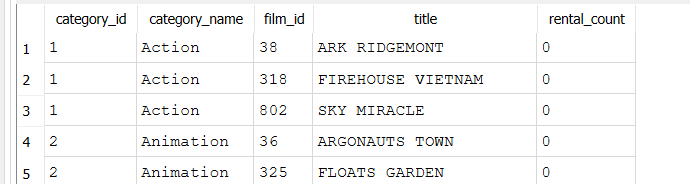 category_id category_name film_id title rental_count
1 1 Action 38 ARK RIDGEMONT 0
2 1 Action 318 FIREHOUSE VIETNAM 0
3 1 Action 802 SKY MIRACLE 0
4 2 Animation 36 ARGONAUTS TOWN 0
5 2 Animation 325 FLOATS GARDEN 0